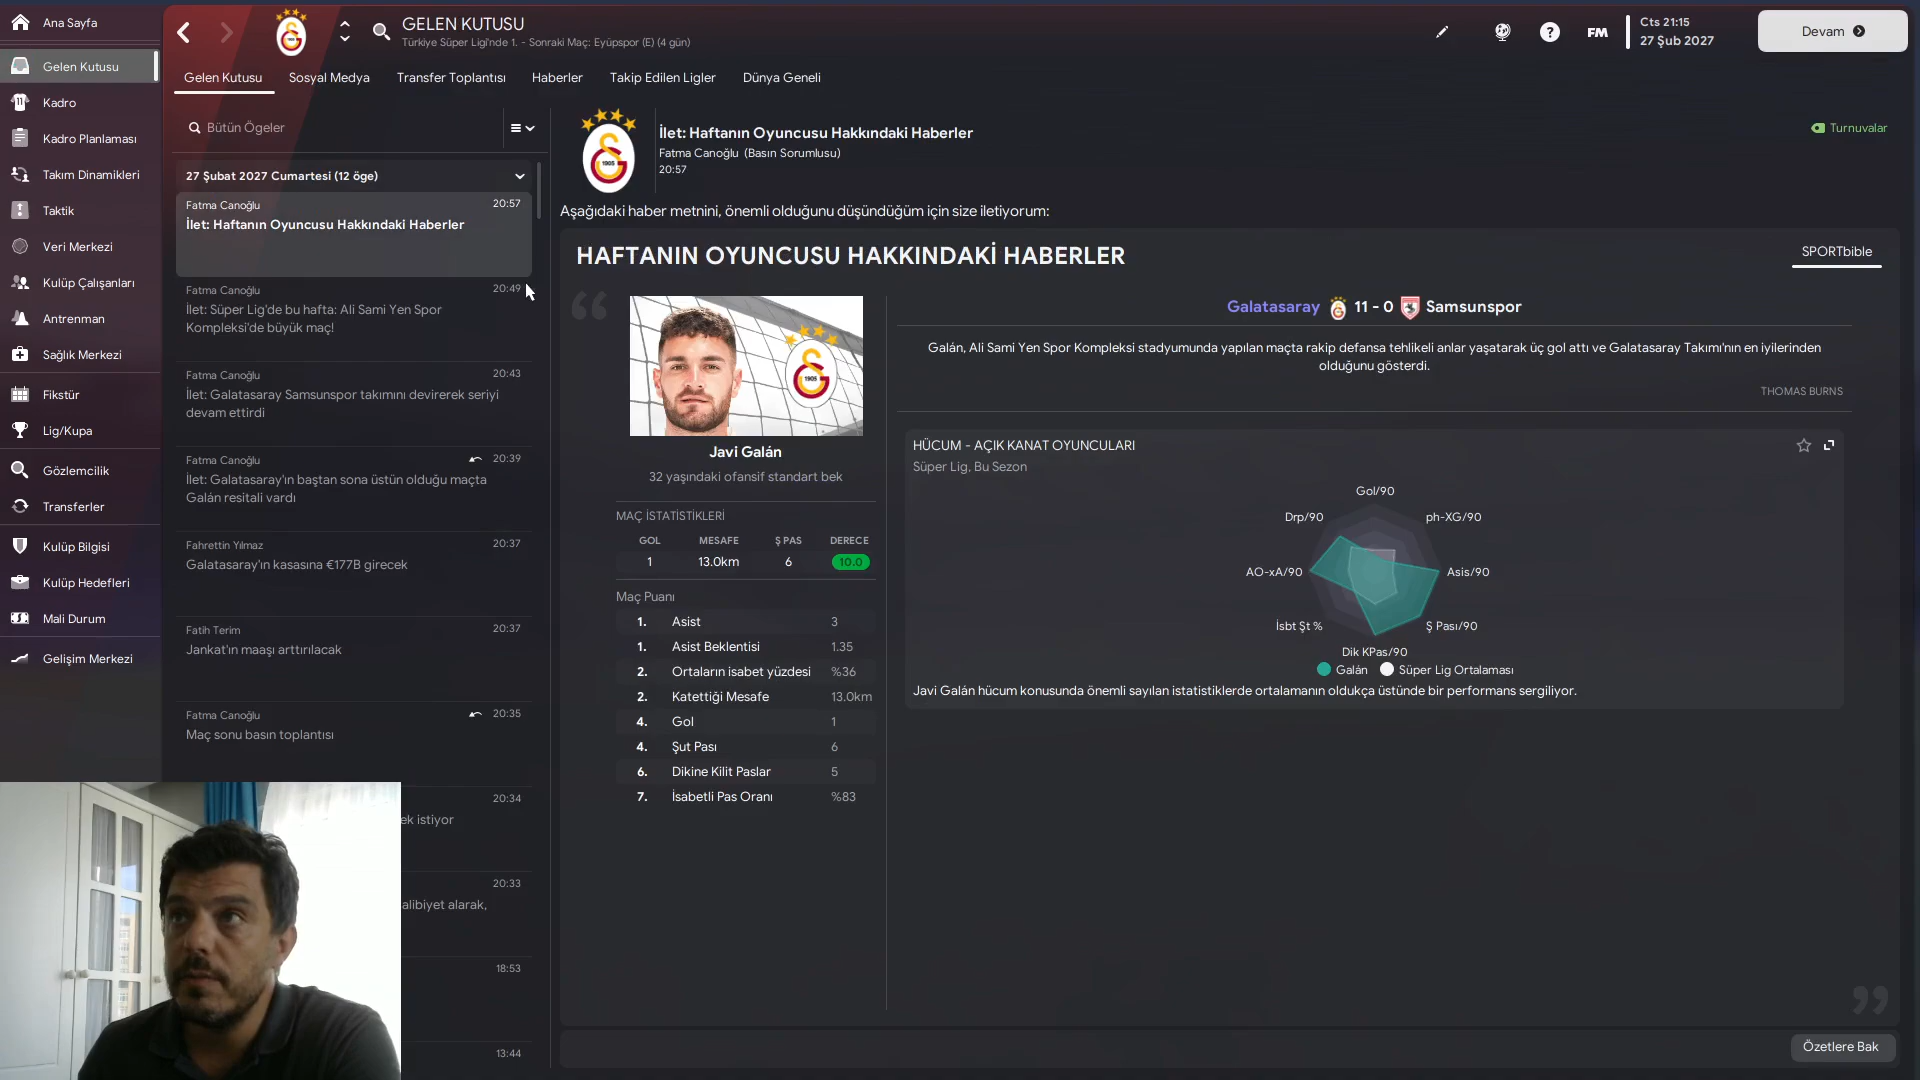 Ana Sayfa
Gelen Kutusu
Kadro
Kadro Planlaması
Takım Dinamikleri
Taktik
Veri Merkezi
Kulüp Çalışanları
Antrenman
Sağlık Merkezi
Fikstür
Lig/Kupa
Gözlemcilik
Transferler
Kulüp Bilgisi
Kulüp Hedefleri
Mali Durum
Gelişim Merkezi
GELEN KUTUSU
Türkiye Süper Ligi'nde 1. - Sonraki Maç: Eyüpspor (E) (4 gün)
FM
Cts 21:15
27 Şub 2027
Devam
Gelen Kutusu Sosyal Medya Transfer Toplantısı Haberler Takip Edilen Ligler Dünya Geneli
Bütün Ögeler
27 Şubat 2027 Cumartesi (12 öge)
Fatma Canoğlu 20:57
İlet: Haftanın Oyuncusu Hakkındaki Haberler
Fatma Canoğlu 20:49
İlet: Süper Lig'de bu hafta: Ali Sami Yen Spor
Kompleksi'de büyük maç!
Fatma Canoğlu 20:43
İlet: Galatasaray Samsunspor takımını devirerek seriyi
devam ettirdi
Fatma Canoğlu 20:39
İlet: Galatasaray'ın baştan sona üstün olduğu maçta
Galán resitali vardı
Fahrettin Yılmaz 20:37
Galatasaray'ın kasasına €177B girecek
Fatih Terim 20:37
Jankat'ın maaşı arttırılacak
Fatma Canoğlu 20:35
Maç sonu basın toplantısı
20:34
ek istiyor
20:33
alibiyet alarak,
18:53
13:44
1905
İlet: Haftanın Oyuncusu Hakkındaki Haberler
Fatma Canoğlu (Basın Sorumlusu)
20:57
Turnuvalar
Aşağıdaki haber metnini, önemli olduğunu düşündüğüm için size iletiyorum:
HAFTANIN OYUNCUSU HAKKINDAKİ HABERLER
SPORTbible
1905
Javi Galán
32 yaşındaki ofansif standart bek
MAÇ İSTATİSTİKLERİ
GOL MESAFE Ş PAS DERECE
1 13.0km 6 10.0
Maç Puanı
1. Asist 3
1. Asist Beklentisi 1.35
2. Ortaların isabet yüzdesi %36
2. Katettiği Mesafe 13.0km
4. Gol 1
4. Şut Pası 6
6. Dikine Kilit Paslar 5
7. İsabetli Pas Oranı %83
Galatasaray 11 - 0 Samsunspor
Galán, Ali Sami Yen Spor Kompleksi stadyumunda yapılan maçta rakip defansa tehlikeli anlar yaşatarak üç gol attı ve Galatasaray Takımı'nın en iyilerinden
olduğunu gösterdi.
THOMAS BURNS
HÜCUM - AÇIK KANAT OYUNCULARI
Süper Lig, Bu Sezon
Gol/90
Drp/90 ph-XG/90
AO-xA/90 Asis/90
İsbt Şt % Ş Pası/90
Dik KPas/90
Galán Süper Lig Ortalaması
Javi Galán hücum konusunda önemli sayılan istatistiklerde ortalamanın oldukça üstünde bir performans sergiliyor.
Özetlere Bak